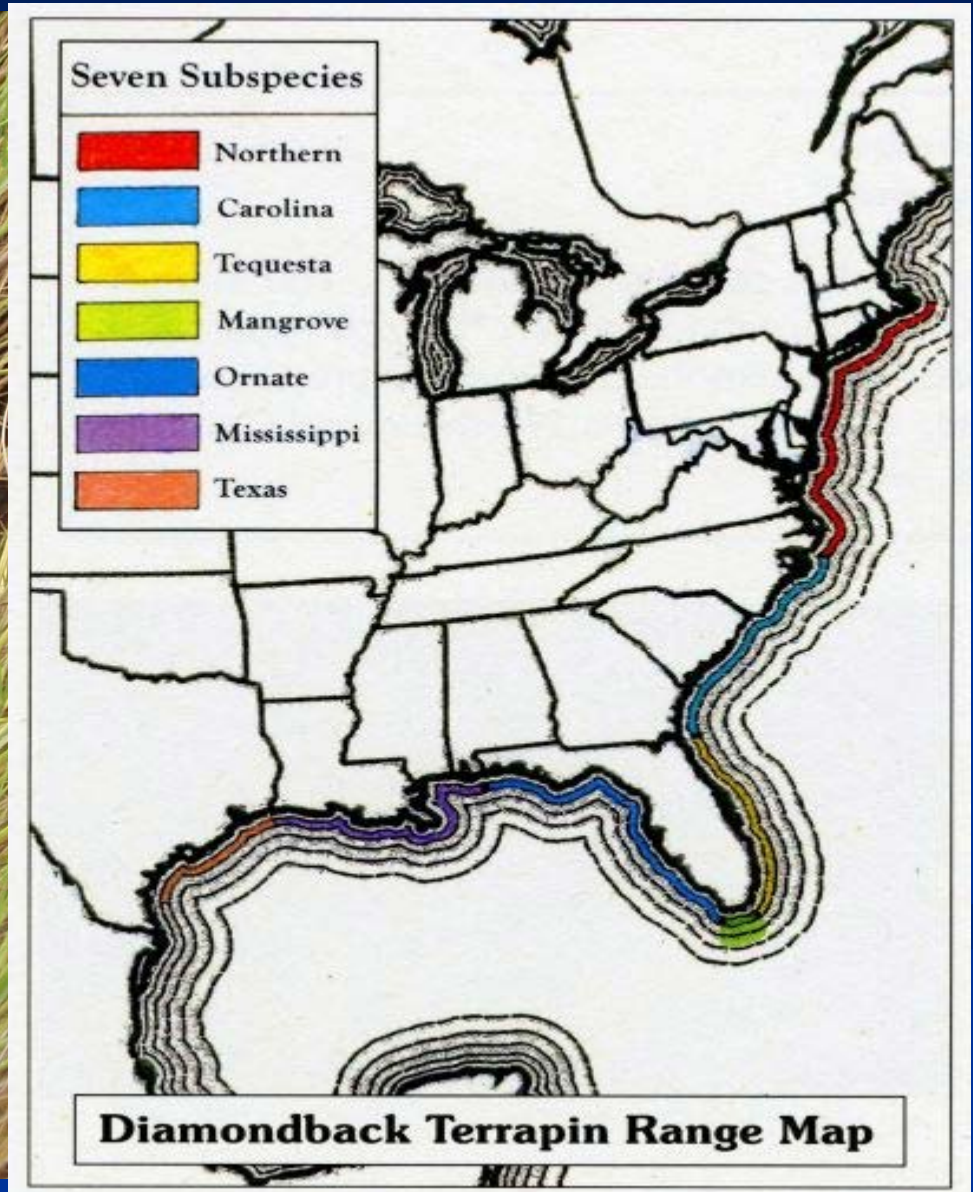 Seven Subspecies
Northern
Carolina
Tequesta
Mangrove
Ornate
Mississippi
Texas
Diamondback Terrapin Range Map